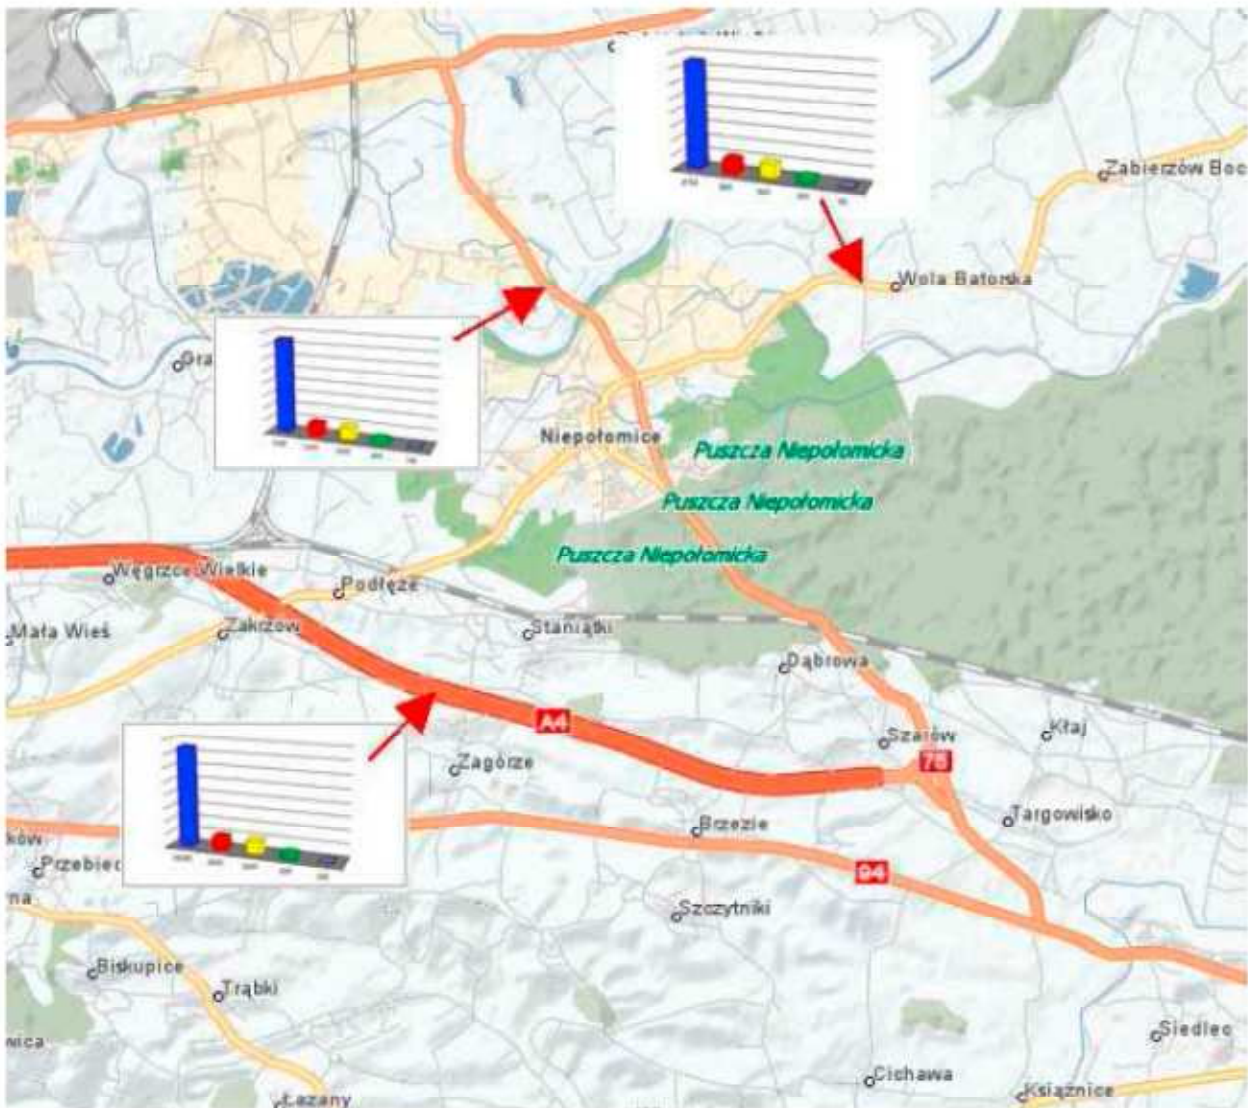 Zabierzów Boc
Wola Batorska
Gra
Niepołomice
Puszcza Niepołomicka
Puszcza Niepołomicka
Puszcza Niepołomicka
Węgrzce Wielkie
Podłęże
Mała Wieś
Zakrzów
Staniątki
Dąbrowa
A4
Szarów
Kłaj
75
Zagórze
Targowisko
Brzezie
ków
Przebiec
94
na
Szczytniki
Biskupice
Trąbki
Siedlec
wica
Cichawa
Książnice
Łazany